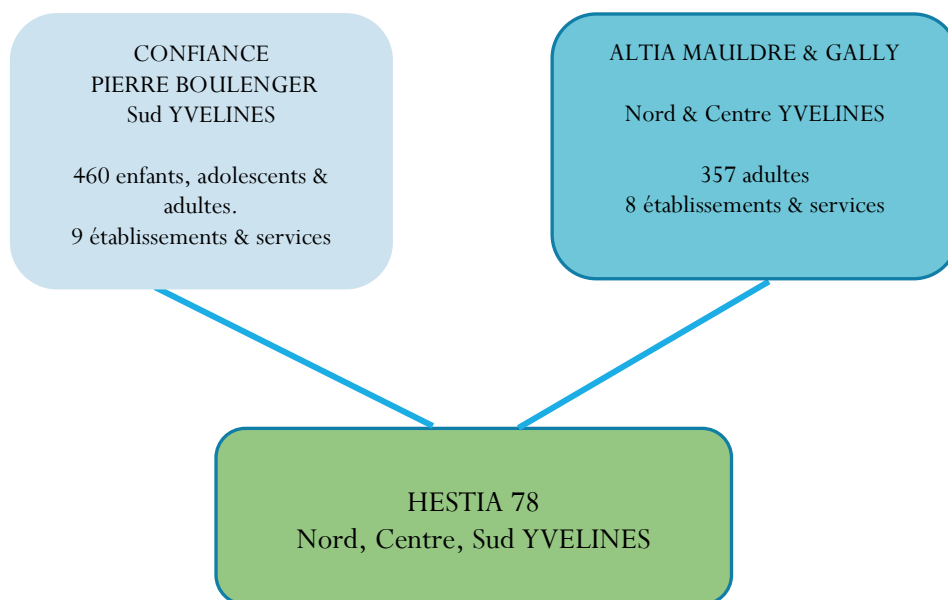 CONFIANCE
PIERRE BOULENGER
Sud YVELINES
460 enfants, adolescents &
adultes.
9 établissements & services
ALTIA MAULDRE & GALLY
Nord & Centre YVELINES
357 adultes
8 établissements & services
HESTIA 78
Nord, Centre, Sud YVELINES